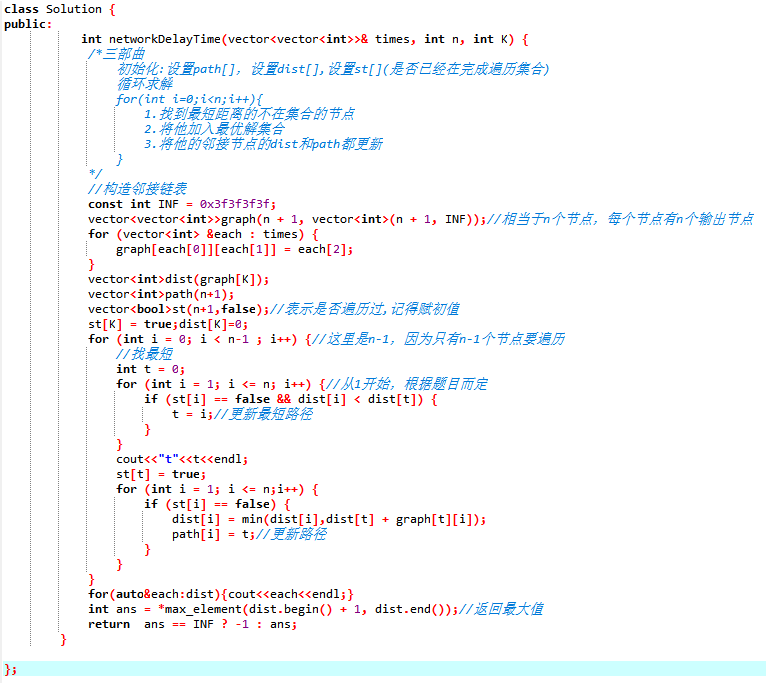 class Solution {
public:
int networkDelayTime(vector<vector<int>>& times, int n, int K) {
/*三部曲
初始化:设置path[], 设置dist[],设置st[](是否已经在完成遍历集合)
循环求解
for(int i=0;i<n;i++){
1.找到最短距离的不在集合的节点
2.将他加入最优解集合
3.将他的邻接节点的dist和path都更新
}
*/
//构造邻接链表
const int INF = 0x3f3f3f3f;
vector<vector<int>>graph(n + 1, vector<int>(n + 1, INF));//相当于n个节点, 每个节点有n个输出节点
for (vector<int> &each : times) {
graph[each[0]][each[1]] = each[2];
}
vector<int>dist(graph[K]);
vector<int>path(n+1);
vector<bool>st(n+1,false);//表示是否遍历过,记得赋初值
st[K] = true;dist[K]=0;
for (int i = 0; i < n-1 ; i++) {//这里是n-1, 因为只有n-1个节点要遍历
//找最短
int t = 0;
for (int i = 1; i <= n; i++) {//从1开始, 根据题目而定
if (st[i] == false && dist[i] < dist[t]) {
t = i;//更新最短路径
}
}
cout<<"t"<<t<<endl;
st[t] = true;
for (int i = 1; i <= n;i++) {
if (st[i] == false) {
dist[i] = min(dist[i],dist[t] + graph[t][i]);
path[i] = t;//更新路径
}
}
}
for(auto&each:dist){cout<<each<<endl;}
int ans = *max_element(dist.begin() + 1, dist.end());//返回最大值
return  ans == INF ? -1 : ans;
}
};